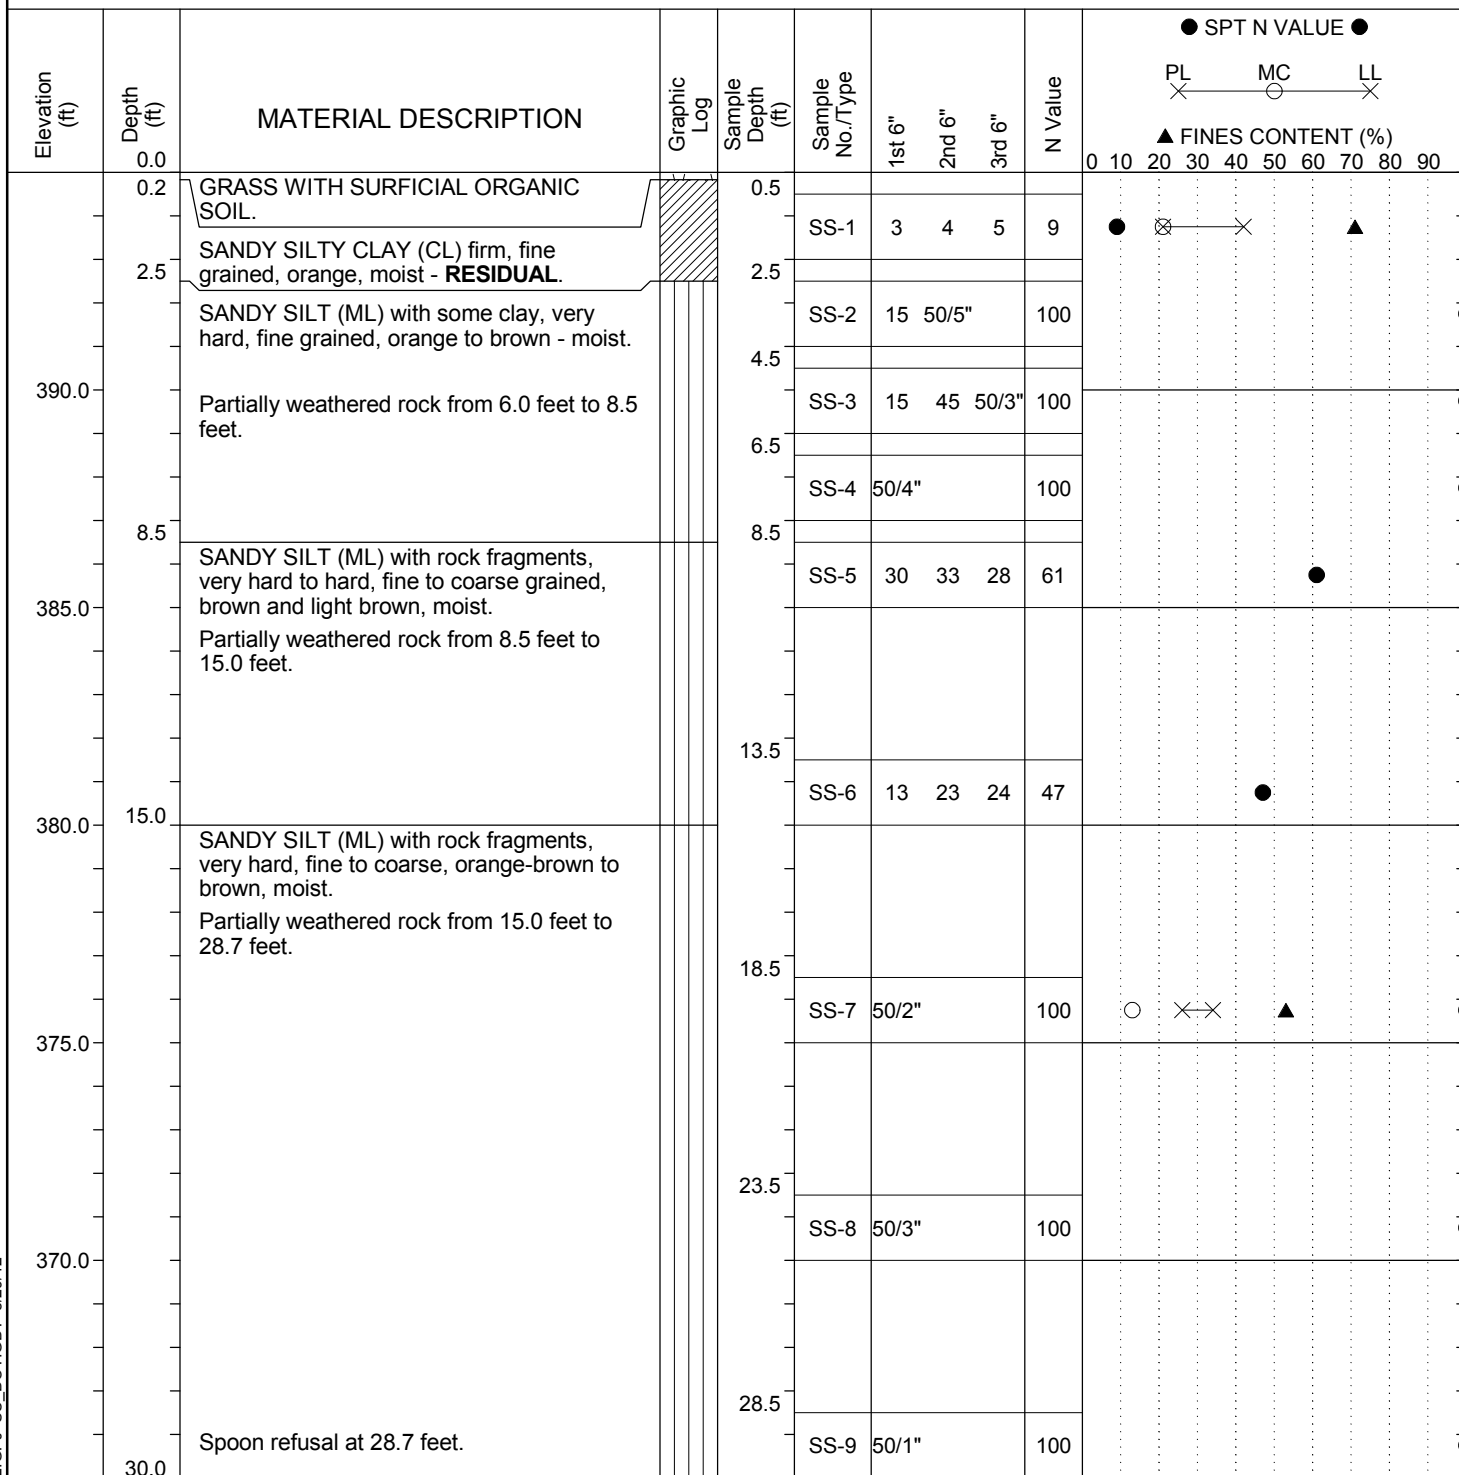 ● SPT N VALUE ●
PL MC LL
▲ FINES CONTENT (%)
0 10 20 30 40 50 60 70 80 90
Elevation (ft)
Depth (ft)
0.0
MATERIAL DESCRIPTION
Graphic Log
Sample Depth (ft)
Sample No./Type
1st 6"
2nd 6"
3rd 6"
N Value
0.2 GRASS WITH SURFICIAL ORGANIC 0.5
SOIL.
SS-1 3 4 5 9
SANDY SILTY CLAY (CL) firm, fine
2.5 grained, orange, moist - RESIDUAL. 2.5
SANDY SILT (ML) with some clay, very SS-2 15 50/5" 100
hard, fine grained, orange to brown - moist.
4.5
390.0
Partially weathered rock from 6.0 feet to 8.5 SS-3 15 45 50/3" 100
feet.
6.5
SS-4 50/4" 100
8.5 8.5
SANDY SILT (ML) with rock fragments,
very hard to hard, fine to coarse grained, SS-5 30 33 28 61
385.0 brown and light brown, moist.
Partially weathered rock from 8.5 feet to
15.0 feet.
13.5
SS-6 13 23 24 47
380.0 15.0
SANDY SILT (ML) with rock fragments,
very hard, fine to coarse, orange-brown to
brown, moist.
Partially weathered rock from 15.0 feet to
28.7 feet.
18.5
SS-7 50/2" 100
375.0
23.5
SS-8 50/3" 100
370.0
28.5
Spoon refusal at 28.7 feet. SS-9 50/1" 100
30.0